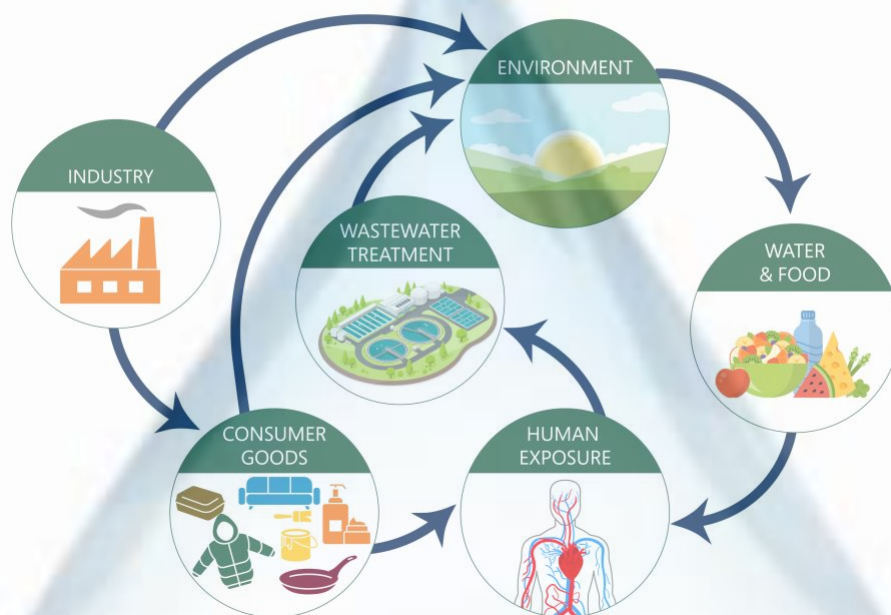 ENVIRONMENT
INDUSTRY
WASTEWATER
TREATMENT
WATER
& FOOD
CONSUMER
GOODS
HUMAN
EXPOSURE